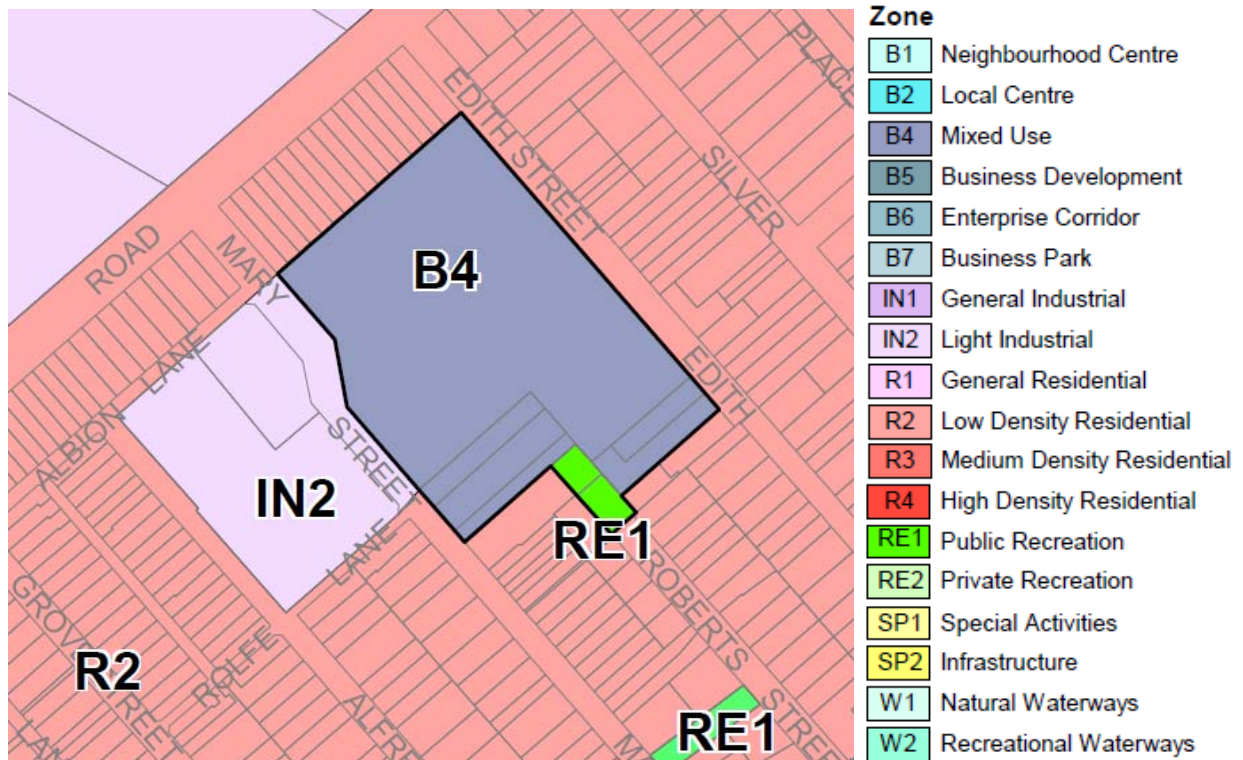 PLACE
EDITH STREET
SILVER
ROAD
MARY
B4
ALBION LANE
EDITH
STREET
IN2
LANE
RE1
ROBERTS
GROVE STREET
R2
ROLFE
ALFRE
STREE
RE1
M
LAN
Zone
B1 Neighbourhood Centre
B2 Local Centre
B4 Mixed Use
B5 Business Development
B6 Enterprise Corridor
B7 Business Park
IN1 General Industrial
IN2 Light Industrial
R1 General Residential
R2 Low Density Residential
R3 Medium Density Residential
R4 High Density Residential
RE1 Public Recreation
RE2 Private Recreation
SP1 Special Activities
SP2 Infrastructure
W1 Natural Waterways
W2 Recreational Waterways